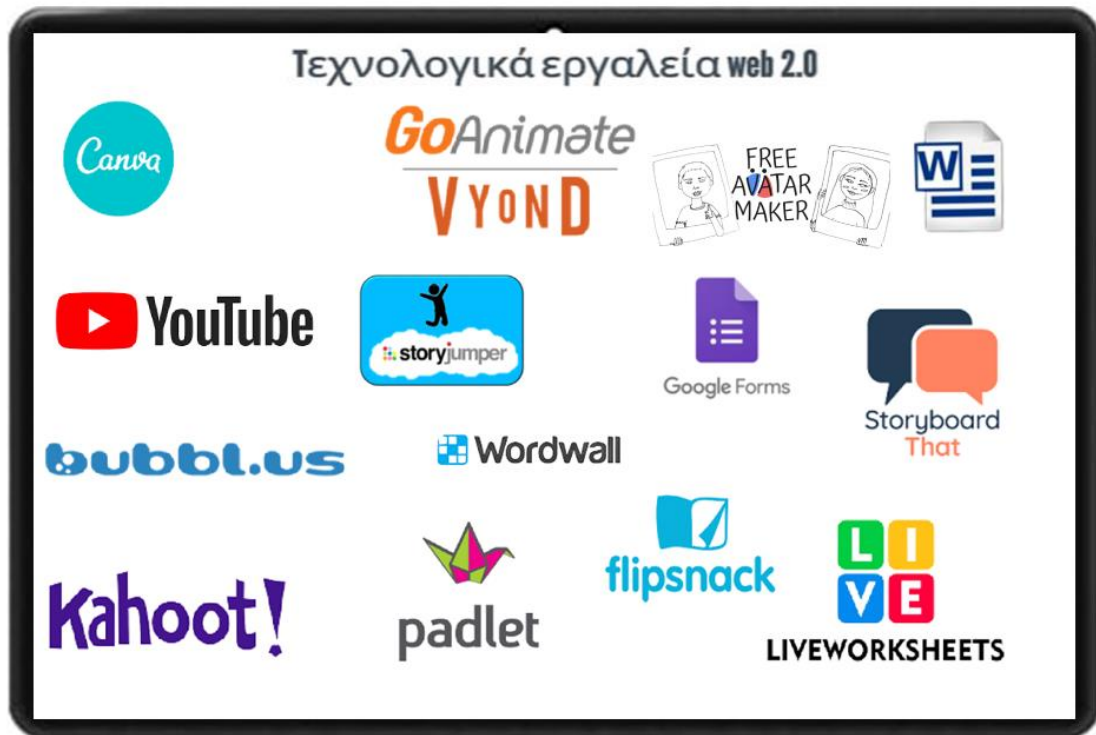 Τεχνολογικά εργαλεία web 2.0
Canva
GoAnimate
VYOND
FREE
AVATAR
MAKER
W
YouTube
storyjumper
Google Forms
Storyboard
That
bubbl.us
Wordwall
flipsnack
L I
V E
LIVEWORKSHEETS
Kahoot!
padlet